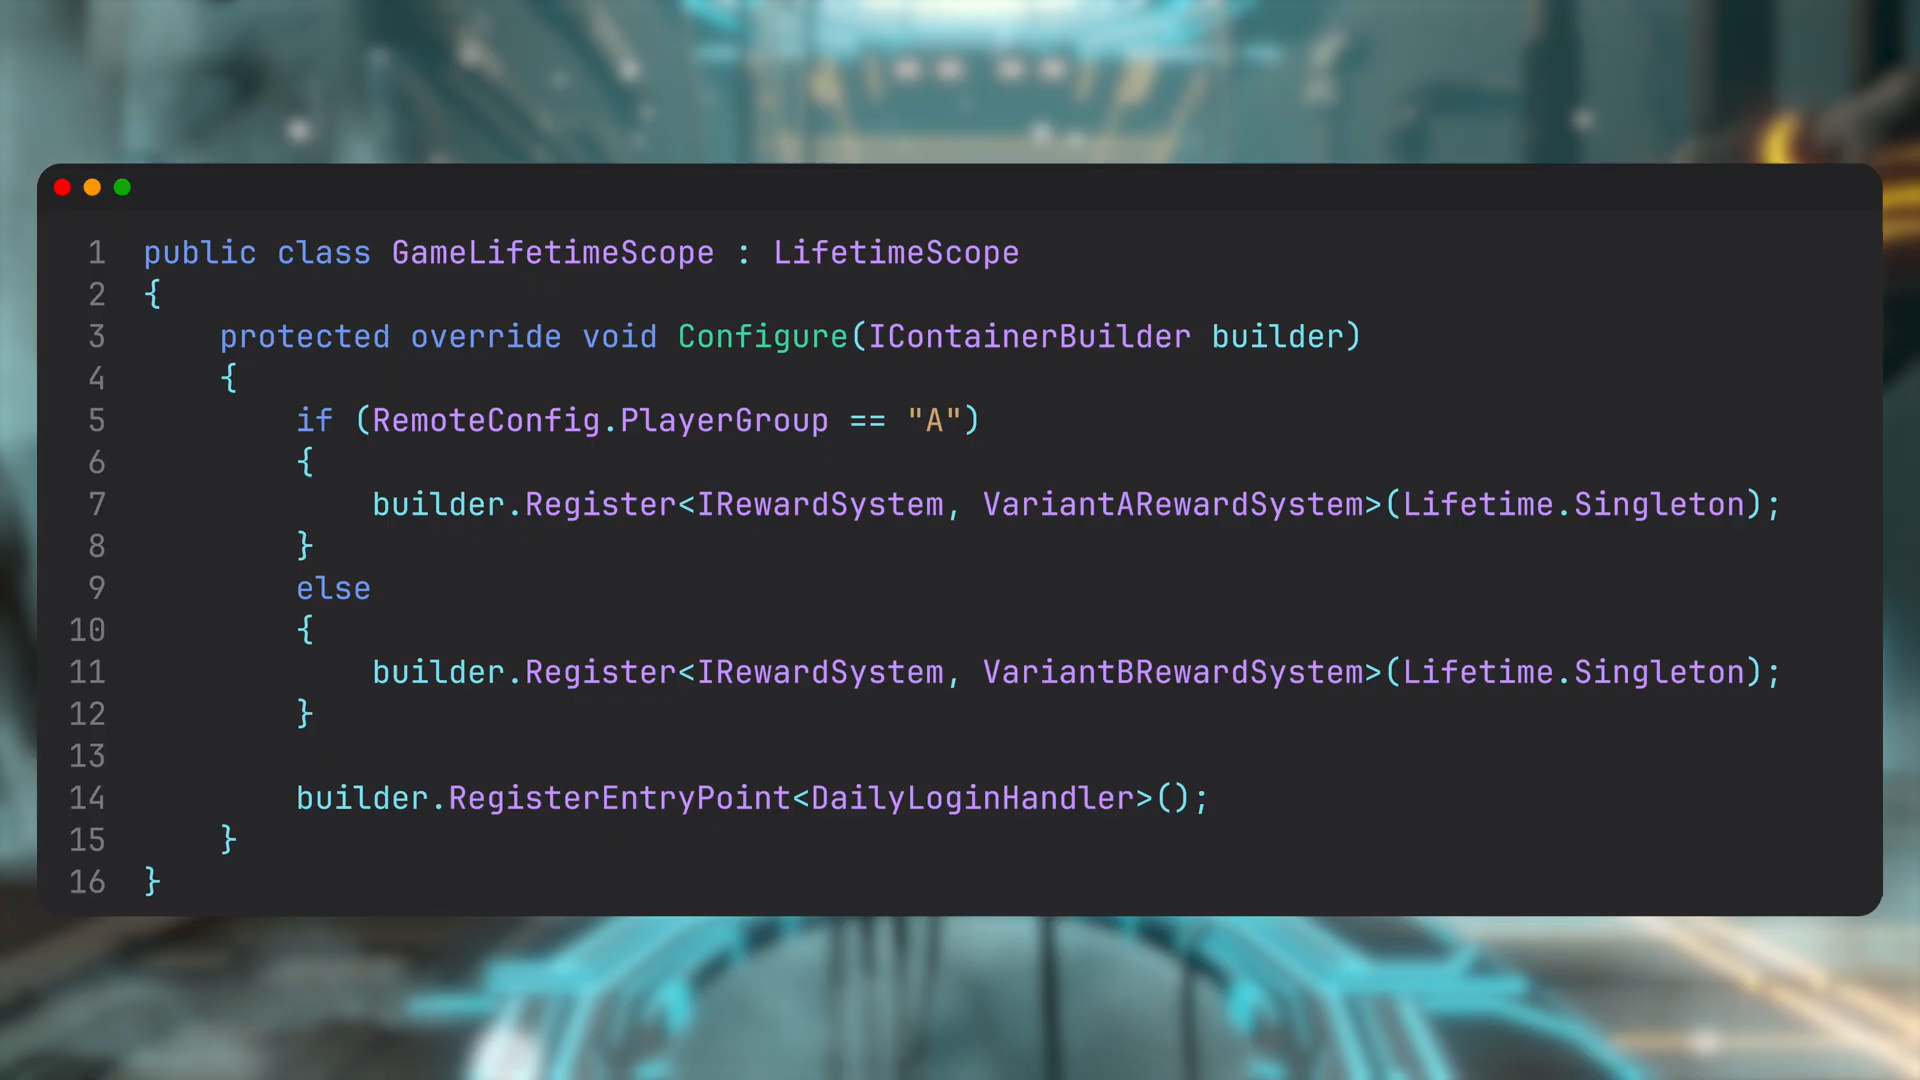 1 public class GameLifetimeScope : LifetimeScope
2 {
3     protected override void Configure(IContainerBuilder builder)
4     {
5         if (RemoteConfig.PlayerGroup == "A")
6         {
7             builder.Register<IRewardSystem, VariantARewardSystem>(Lifetime.Singleton);
8         }
9         else
10         {
11             builder.Register<IRewardSystem, VariantBRewardSystem>(Lifetime.Singleton);
12         }
13
14         builder.RegisterEntryPoint<DailyLoginHandler>();
15     }
16 }